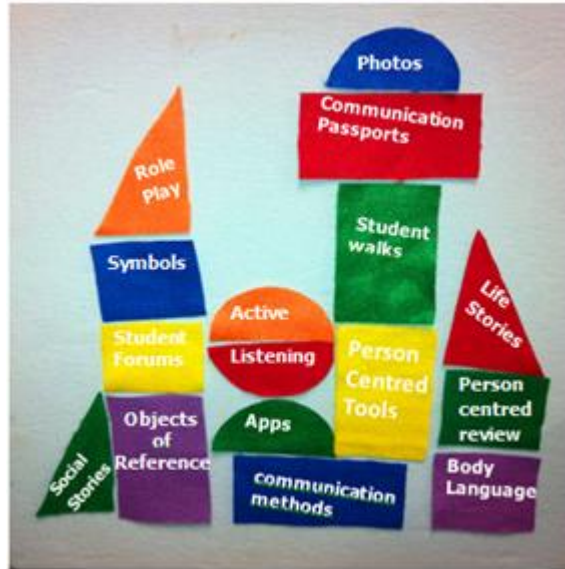 Photos
Communication
Passports
Role
Play
Student
walks
Symbols
Life
Stories
Active
Listening
Student
Forums
Person
Centred
Tools
Person
centred
review
Objects
of
Reference
Apps
Social
Stories
communication
methods
Body
Language